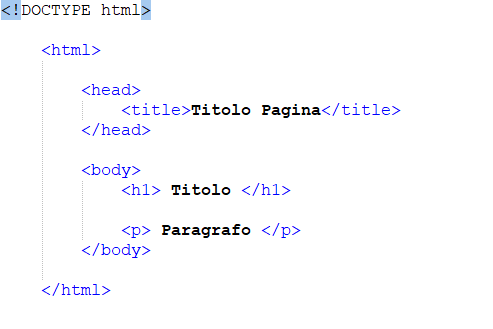 <!DOCTYPE html>
<html>
<head>
<title>Titolo Pagina</title>
</head>
<body>
<h1> Titolo </h1>
<p> Paragrafo </p>
</body>
</html>